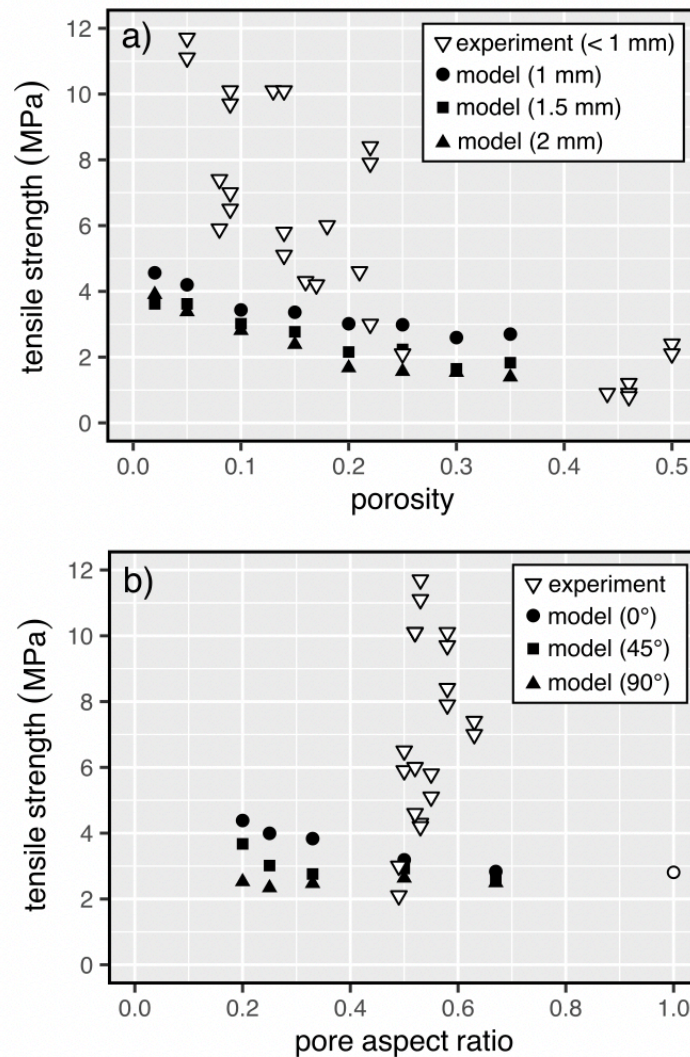 a)
experiment (< 1 mm)
model (1 mm)
model (1.5 mm)
model (2 mm)
12
10
8
6
4
2
0
tensile strength (MPa)
0.0 0.1 0.2 0.3 0.4 0.5
porosity
b)
experiment
model (0°)
model (45°)
model (90°)
12
10
8
6
4
2
0
tensile strength (MPa)
0.0 0.2 0.4 0.6 0.8 1.0
pore aspect ratio